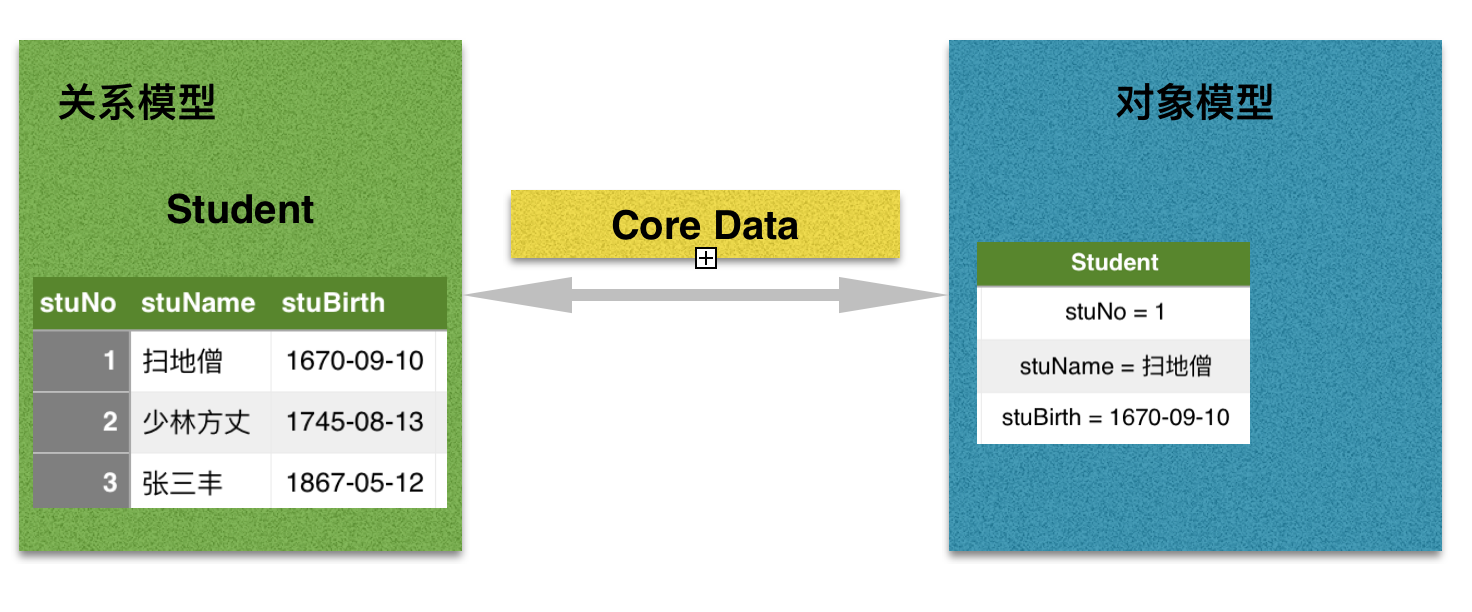 关系模型
Student
stuNo stuName stuBirth
1 扫地僧 1670-09-10
2 少林方丈 1745-08-13
3 张三丰 1867-05-12
Core Data
对象模型
Student
stuNo = 1
stuName = 扫地僧
stuBirth = 1670-09-10